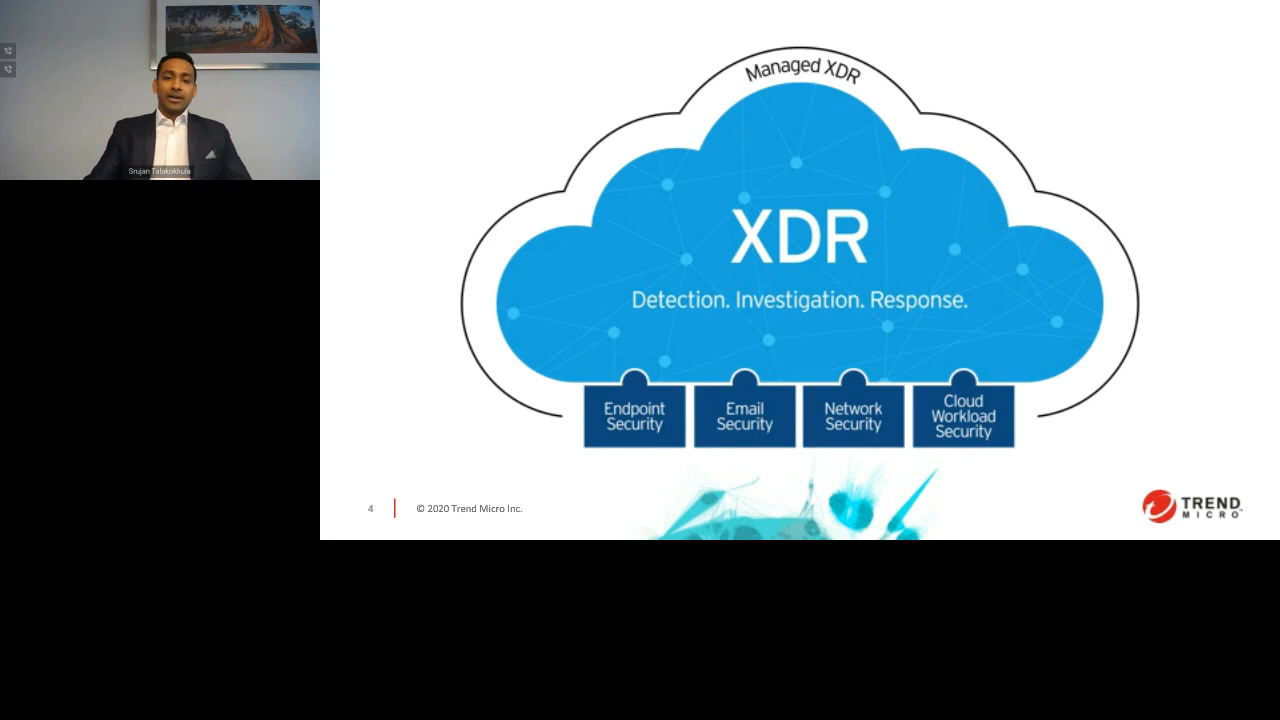 Srujan Talakokkula
Managed XDR
XDR
Detection. Investigation. Response.
Endpoint
Security
Email
Security
Network
Security
Cloud
Workload
Security
4
© 2020 Trend Micro Inc.
TREND
MICRO